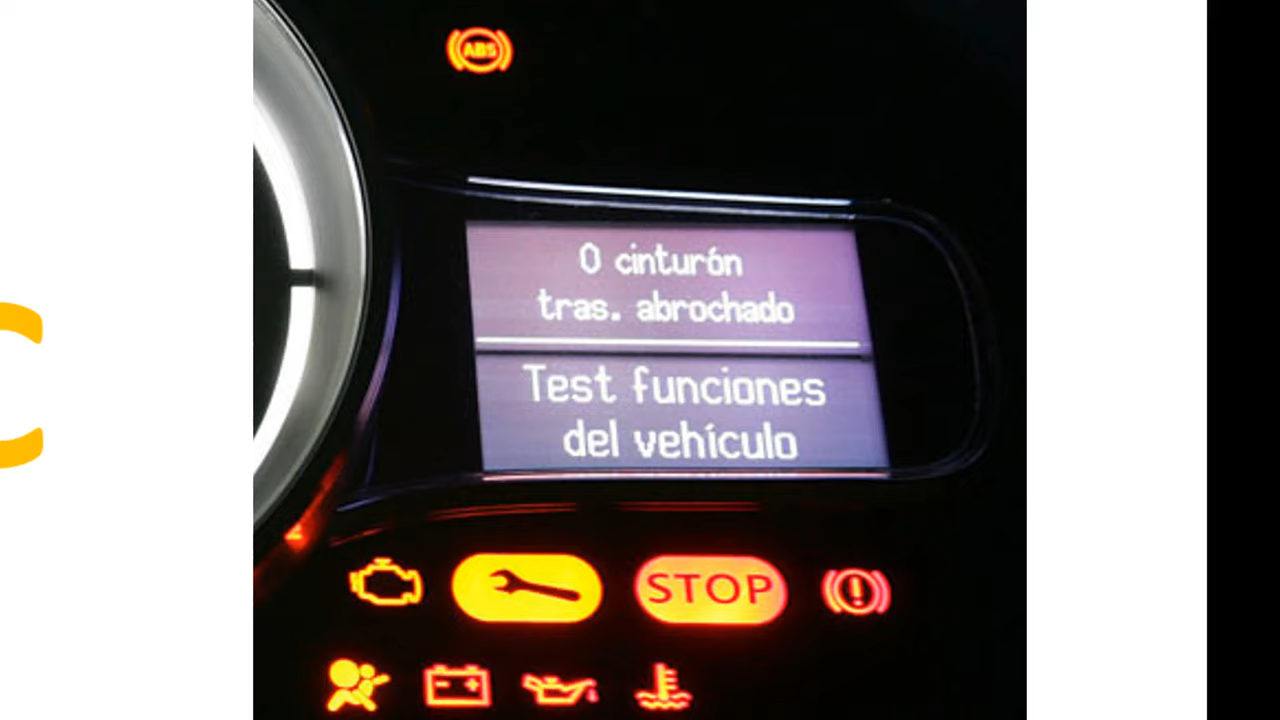 ABS
0 cinturón
tras. abrochado
Test funciones
del vehículo
STOP